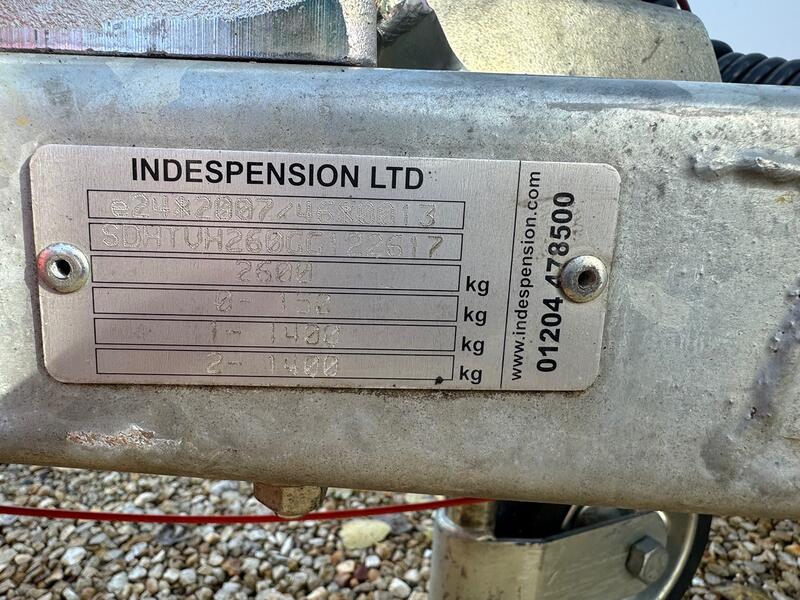 INDESPENSION LTD
e24*2007/46*0013
2600
kg
0- 150
kg
1- 1400
kg
2- 1400
kg
www.indespension.com
01204 478500